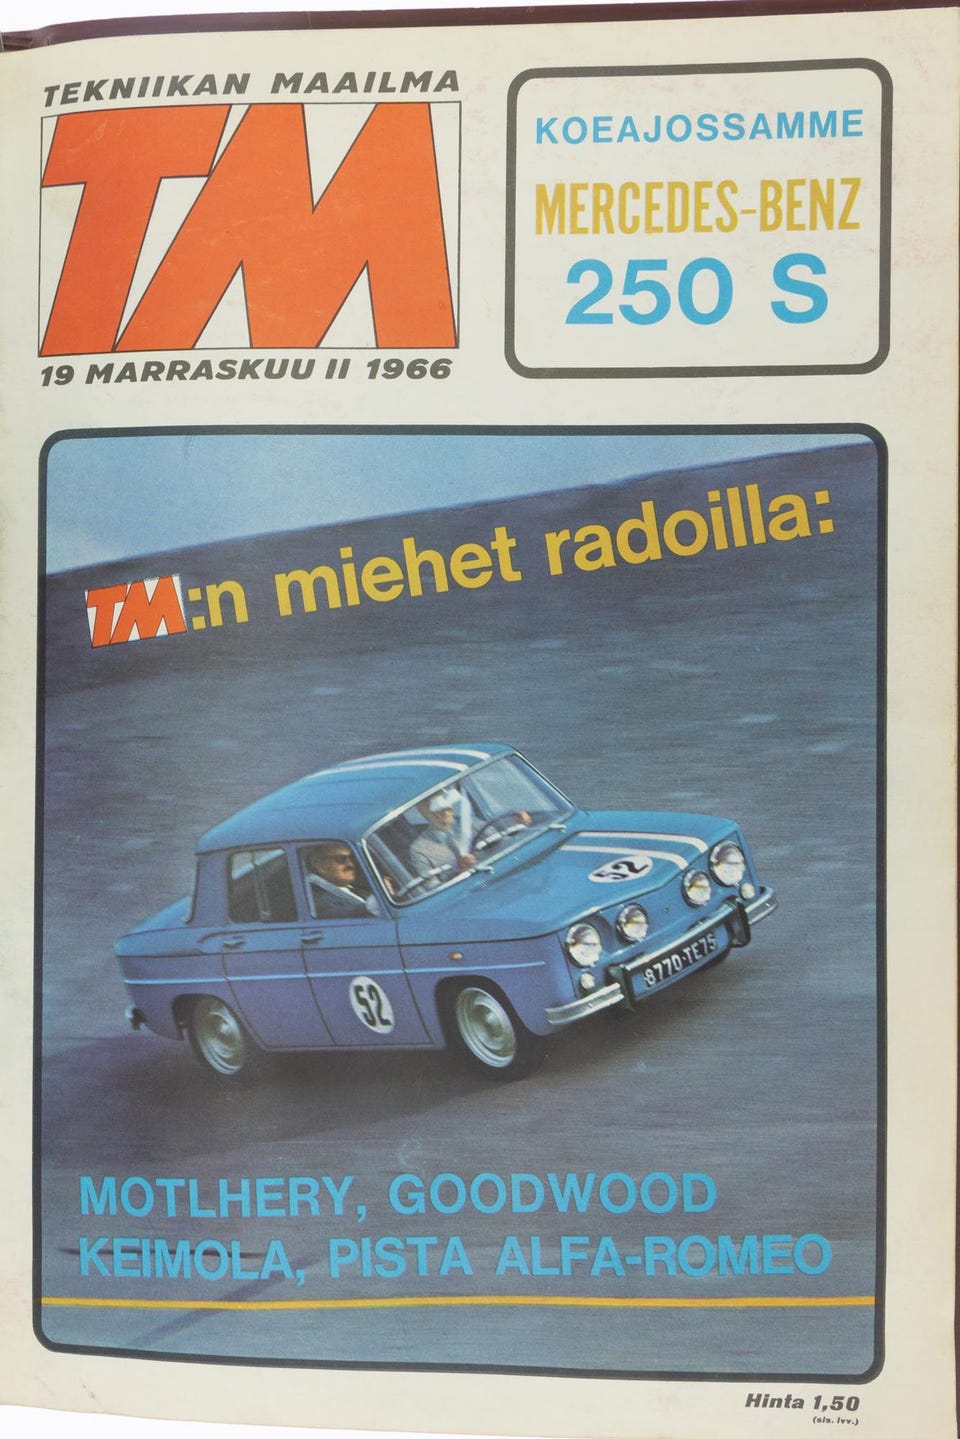 TEKNIIKAN MAAILMA
TM
19 MARRASKUU II 1966
KOEAJOSSAMME
MERCEDES-BENZ
250 S
TM:n miehet radoilla:
52
52
8770·TE75
MOTLHERY, GOODWOOD
KEIMOLA, PISTA ALFA-ROMEO
Hinta 1,50
(sis. lvv.)